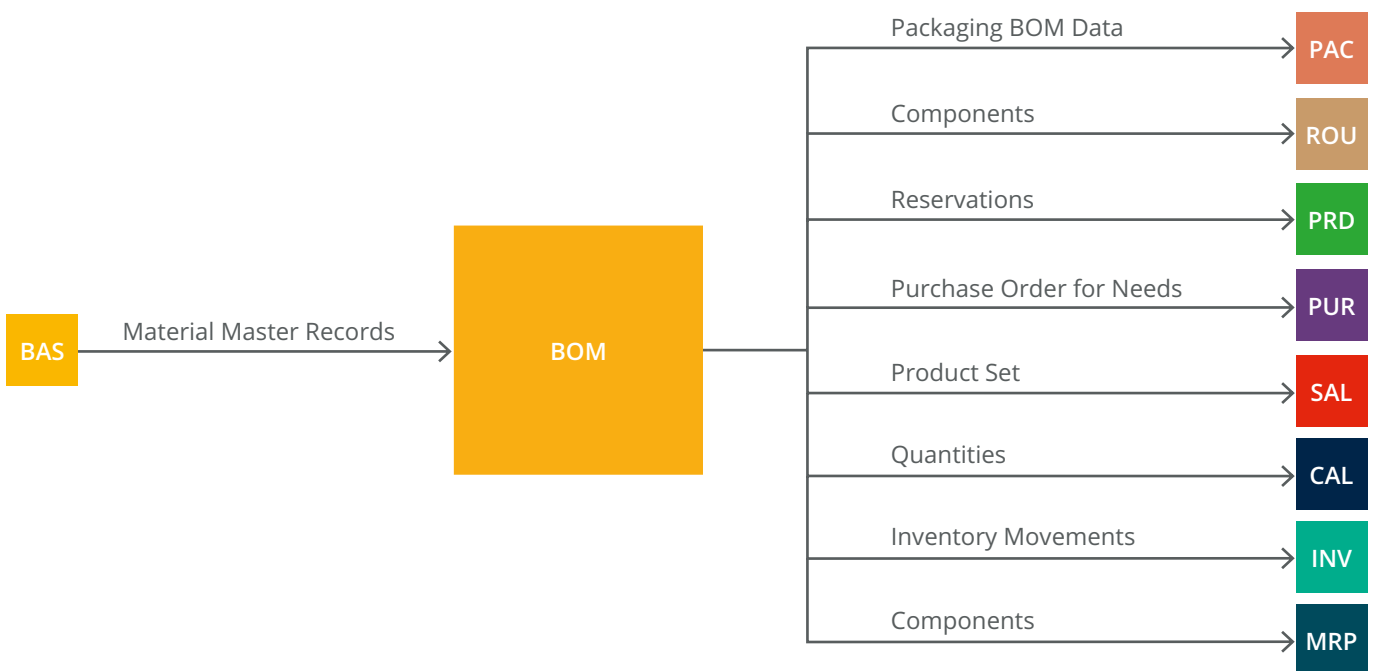 Packaging BOM Data
PAC
Components
ROU
Reservations
PRD
Purchase Order for Needs
PUR
BAS
Material Master Records
BOM
Product Set
SAL
Quantities
CAL
Inventory Movements
INV
Components
MRP